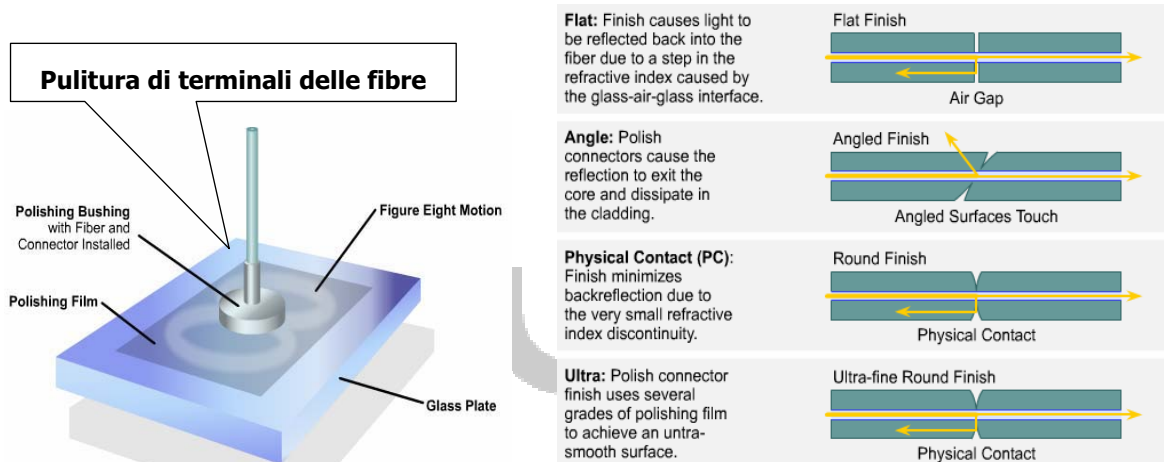 Pulitura di terminali delle fibre
Polishing Bushing
with Fiber and
Connector Installed
Figure Eight Motion
Polishing Film
Glass Plate
Flat: Finish causes light to
be reflected back into the
fiber due to a step in the
refractive index caused by
the glass-air-glass interface.
Flat Finish
Air Gap
Angle: Polish
connectors cause the
reflection to exit the
core and dissipate in
the cladding.
Angled Finish
Angled Surfaces Touch
Physical Contact (PC):
Finish minimizes
backreflection due to
the very small refractive
index discontinuity.
Round Finish
Physical Contact
Ultra: Polish connector
finish uses several
grades of polishing film
to achieve an untra-
smooth surface.
Ultra-fine Round Finish
Physical Contact